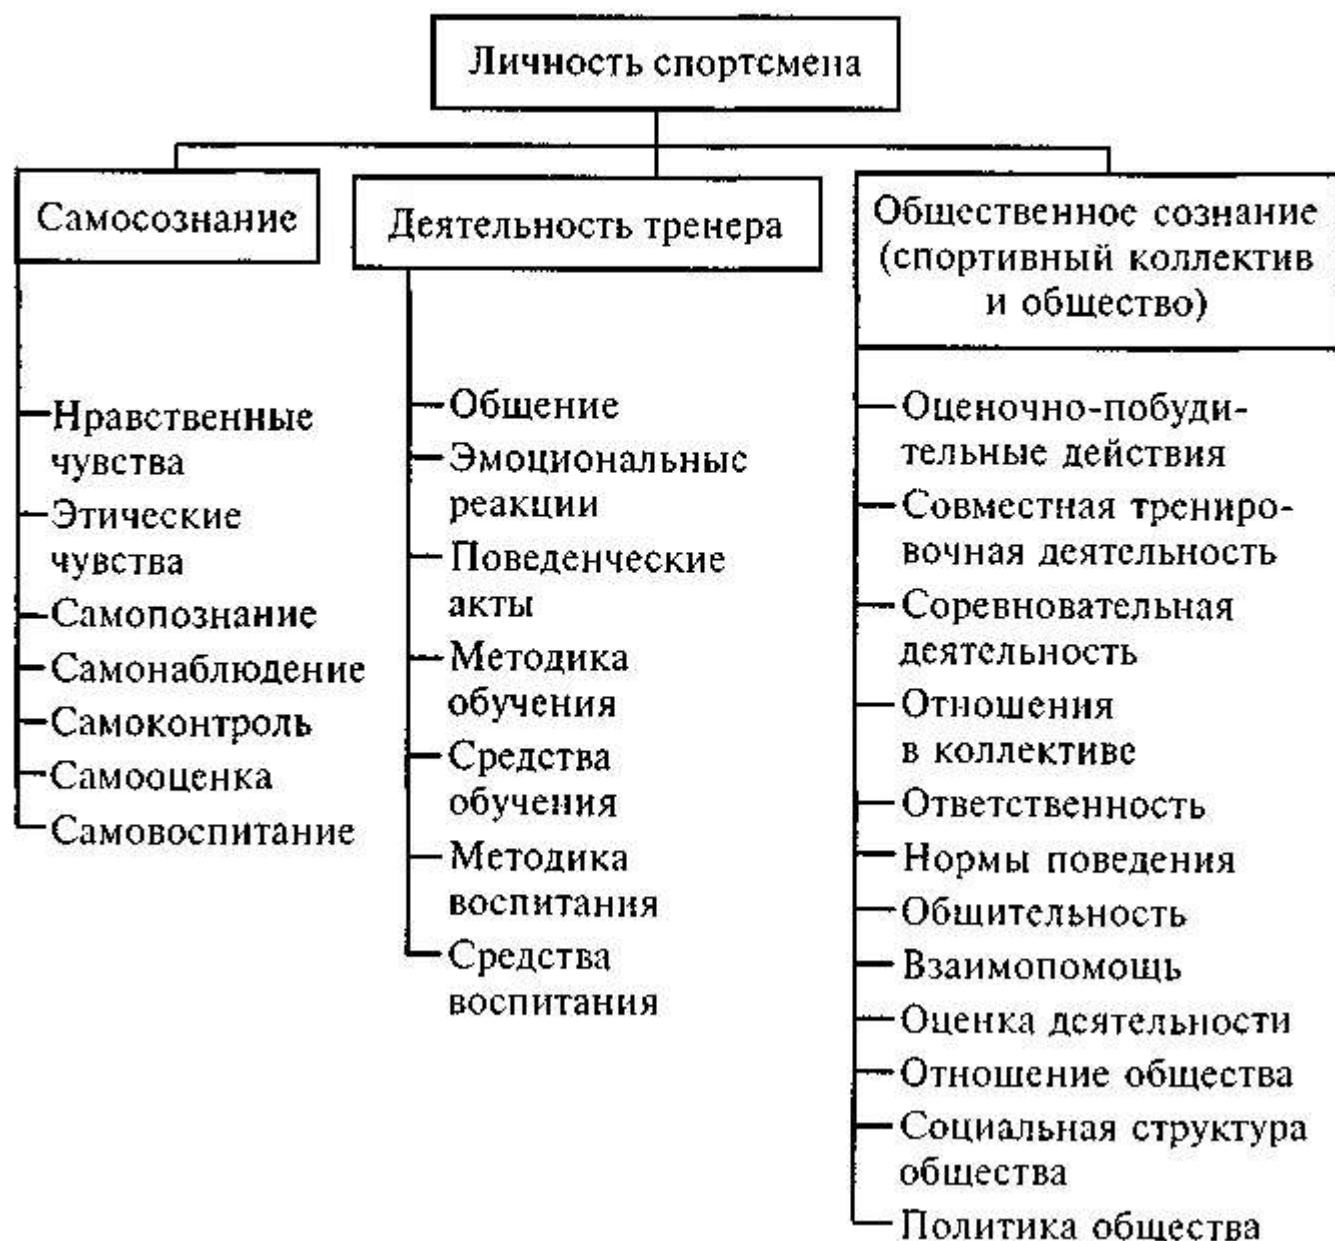 Личность спортсмена
Самосознание
Нравственные
чувства
Этические
чувства
Самопознание
Самонаблюдение
Самоконтроль
Самооценка
Самовоспитание
Деятельность тренера
Общение
Эмоциональные
реакции
Поведенческие
акты
Методика
обучения
Средства
обучения
Методика
воспитания
Средства
воспитания
Общественное сознание
(спортивный коллектив
и общество)
Оценочно-побуди-
тельные действия
Совместная трениро-
вочная деятельность
Соревновательная
деятельность
Отношения
в коллективе
Ответственность
Нормы поведения
Общительность
Взаимопомощь
Оценка деятельности
Отношение общества
Социальная структура
общества
Политика общества